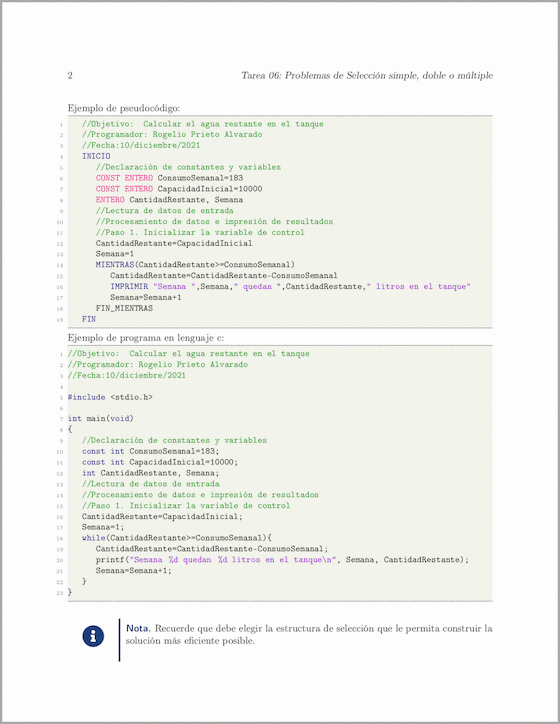 2 Tarea 06: Problemas de Selección simple, doble o múltiple
Ejemplo de pseudocódigo:
1 //Objetivo: Calcular el agua restante en el tanque
2 //Programador: Rogelio Prieto Alvarado
3 //Fecha:10/diciembre/2021
4 INICIO
5 //Declaración de constantes y variables
6 CONST ENTERO ConsumoSemanal=183
7 CONST ENTERO CapacidadInicial=10000
8 ENTERO CantidadRestante, Semana
9 //Lectura de datos de entrada
10 //Procesamiento de datos e impresión de resultados
11 //Paso 1. Inicializar la variable de control
12 CantidadRestante=CapacidadInicial
13 Semana=1
14 MIENTRAS(CantidadRestante>=ConsumoSemanal)
15 CantidadRestante=CantidadRestante-ConsumoSemanal
16 IMPRIMIR "Semana ",Semana," quedan ",CantidadRestante," litros en el tanque"
17 Semana=Semana+1
18 FIN_MIENTRAS
19 FIN
Ejemplo de programa en lenguaje c:
1 //Objetivo: Calcular el agua restante en el tanque
2 //Programador: Rogelio Prieto Alvarado
3 //Fecha:10/diciembre/2021
4
5 #include <stdio.h>
6
7 int main(void)
8 {
9 //Declaración de constantes y variables
10 const int ConsumoSemanal=183;
11 const int CapacidadInicial=10000;
12 int CantidadRestante, Semana;
13 //Lectura de datos de entrada
14 //Procesamiento de datos e impresión de resultados
15 //Paso 1. Inicializar la variable de control
16 CantidadRestante=CapacidadInicial;
17 Semana=1;
18 while(CantidadRestante>=ConsumoSemanal){
19 CantidadRestante=CantidadRestante-ConsumoSemanal;
20 printf("Semana %d quedan %d litros en el tanque\n", Semana, CantidadRestante);
21 Semana=Semana+1;
22 }
23 }
Nota. Recuerde que debe elegir la estructura de selección que le permita construir la
solución más eficiente posible.